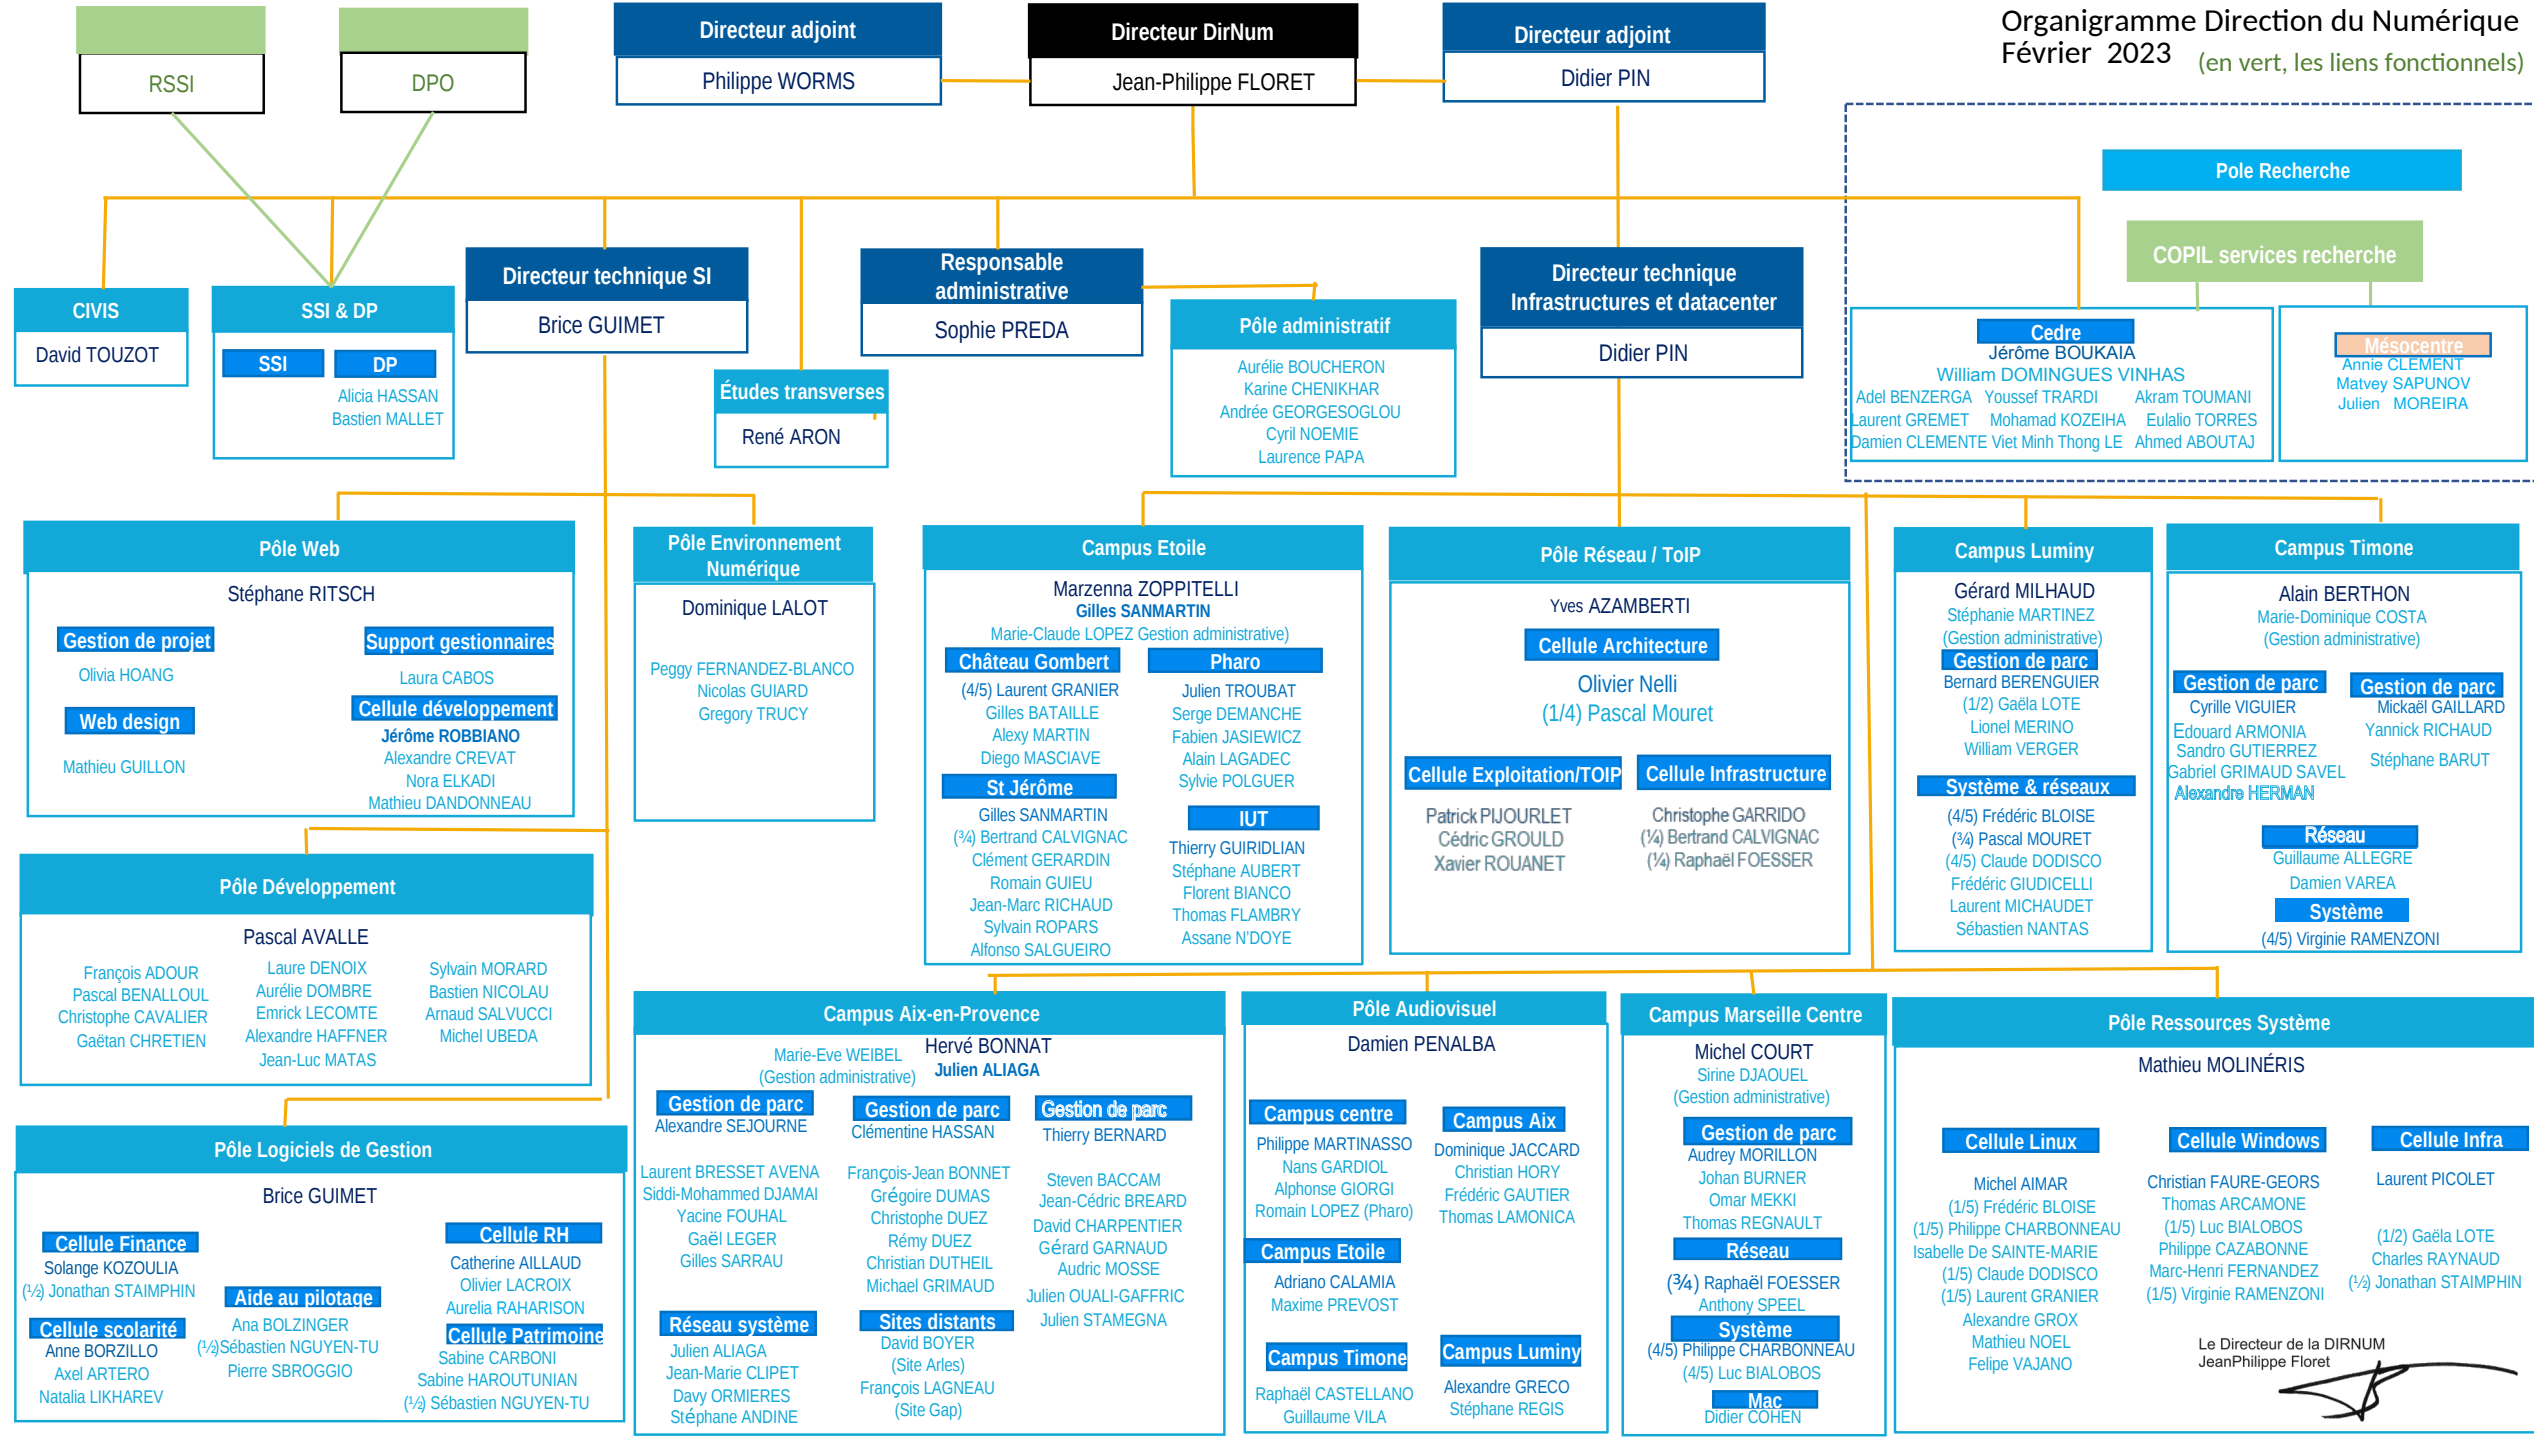 Organigramme Direction du Numérique
Février 2023 (en vert, les liens fonctionnels)
RSSI
DPO
Directeur adjoint
Philippe WORMS
Directeur DirNum
Jean-Philippe FLORET
Directeur adjoint
Didier PIN
Pole Recherche
COPIL services recherche
CIVIS
David TOUZOT
SSI & DP
SSI
DP
Alicia HASSAN
Bastien MALLET
Directeur technique SI
Brice GUIMET
Études transverses
René ARON
Responsable
administrative
Sophie PREDA
Pôle administratif
Aurélie BOUCHERON
Karine CHENIKHAR
Andrée GEORGESOGLOU
Cyril NOEMIE
Laurence PAPA
Directeur technique
Infrastructures et datacenter
Didier PIN
Cedre
Jérôme BOUKAIA
William DOMINGUES VINHAS
Adel BENZERGA Youssef TRARDI Akram TOUMANI
Laurent GREMET Mohamad KOZEIHA Eulalio TORRES
Damien CLEMENTE Viet Minh Thong LE Ahmed ABOUTAJ
Mésocentre
Annie CLEMENT
Matvey SAPUNOV
Julien MOREIRA
Pôle Web
Stéphane RITSCH
Gestion de projet
Olivia HOANG
Web design
Mathieu GUILLON
Support gestionnaires
Laura CABOS
Cellule développement
Jérôme ROBBIANO
Alexandre CREVAT
Nora ELKADI
Mathieu DANDONNEAU
Pôle Environnement
Numérique
Dominique LALOT
Peggy FERNANDEZ-BLANCO
Nicolas GUIARD
Gregory TRUCY
Campus Etoile
Marzenna ZOPPITELLI
Gilles SANMARTIN
Marie-Claude LOPEZ Gestion administrative)
Château Gombert
(4/5) Laurent GRANIER
Gilles BATAILLE
Alexy MARTIN
Diego MASCIAVE
St Jérôme
Gilles SANMARTIN
(¾) Bertrand CALVIGNAC
Clément GERARDIN
Romain GUIEU
Jean-Marc RICHAUD
Sylvain ROPARS
Alfonso SALGUEIRO
Pharo
Julien TROUBAT
Serge DEMANCHE
Fabien JASIEWICZ
Alain LAGADEC
Sylvie POLGUER
IUT
Thierry GUIRIDLIAN
Stéphane AUBERT
Florent BIANCO
Thomas FLAMBRY
Assane N'DOYE
Pôle Réseau / ToIP
Yves AZAMBERTI
Cellule Architecture
Olivier Nelli
(1/4) Pascal Mouret
Cellule Exploitation/TOIP
Patrick PIJOURLET
Cédric GROULD
Xavier ROUANET
Cellule Infrastructure
Christophe GARRIDO
(¼) Bertrand CALVIGNAC
(¼) Raphaël FOESSER
Campus Luminy
Gérard MILHAUD
Stéphanie MARTINEZ
(Gestion administrative)
Gestion de parc
Bernard BERENGUIER
(1/2) Gaëla LOTE
Lionel MERINO
William VERGER
Système & réseaux
(4/5) Frédéric BLOISE
(¾) Pascal MOURET
(4/5) Claude DODISCO
Frédéric GIUDICELLI
Laurent MICHAUDET
Sébastien NANTAS
Campus Timone
Alain BERTHON
Marie-Dominique COSTA
(Gestion administrative)
Gestion de parc
Cyrille VIGUIER
Edouard ARMONIA
Sandro GUTIERREZ
Gabriel GRIMAUD SAVEL
Alexandre HERMAN
Gestion de parc
Mickaël GAILLARD
Yannick RICHAUD
Stéphane BARUT
Réseau
Guillaume ALLEGRE
Damien VAREA
Système
(4/5) Virginie RAMENZONI
Pôle Développement
Pascal AVALLE
François ADOUR
Pascal BENALLOUL
Christophe CAVALIER
Gaëtan CHRETIEN
Laure DENOIX
Aurélie DOMBRE
Emrick LECOMTE
Alexandre HAFFNER
Jean-Luc MATAS
Sylvain MORARD
Bastien NICOLAU
Arnaud SALVUCCI
Michel UBEDA
Pôle Logiciels de Gestion
Brice GUIMET
Cellule Finance
Solange KOZOULIA
(½) Jonathan STAIMPHIN
Cellule scolarité
Anne BORZILLO
Axel ARTERO
Natalia LIKHAREV
Aide au pilotage
Ana BOLZINGER
(½)Sébastien NGUYEN-TU
Pierre SBROGGIO
Cellule RH
Catherine AILLAUD
Olivier LACROIX
Aurelia RAHARISON
Cellule Patrimoine
Sabine CARBONI
Sabine HAROUTUNIAN
(½) Sébastien NGUYEN-TU
Campus Aix-en-Provence
Hervé BONNAT
Julien ALIAGA
Marie-Eve WEIBEL
(Gestion administrative)
Gestion de parc
Alexandre SEJOURNE
Laurent BRESSET AVENA
Siddi-Mohammed DJAMAI
Yacine FOUHAL
Gaël LEGER
Gilles SARRAU
Réseau système
Julien ALIAGA
Jean-Marie CLIPET
Davy ORMIERES
Stéphane ANDINE
Gestion de parc
Clémentine HASSAN
François-Jean BONNET
Grégoire DUMAS
Christophe DUEZ
Rémy DUEZ
Christian DUTHEIL
Michael GRIMAUD
Sites distants
David BOYER
(Site Arles)
François LAGNEAU
(Site Gap)
Gestion de parc
Thierry BERNARD
Steven BACCAM
Jean-Cédric BREARD
David CHARPENTIER
Gérard GARNAUD
Audric MOSSE
Julien OUALI-GAFFRIC
Julien STAMEGNA
Pôle Audiovisuel
Damien PENALBA
Campus centre
Philippe MARTINASSO
Nans GARDIOL
Alphonse GIORGI
Romain LOPEZ (Pharo)
Campus Etoile
Adriano CALAMIA
Maxime PREVOST
Campus Timone
Raphaël CASTELLANO
Guillaume VILA
Campus Aix
Dominique JACCARD
Christian HORY
Frédéric GAUTIER
Thomas LAMONICA
Campus Luminy
Alexandre GRECO
Stéphane REGIS
Campus Marseille Centre
Michel COURT
Sirine DJAOUEL
(Gestion administrative)
Gestion de parc
Audrey MORILLON
Johan BURNER
Omar MEKKI
Thomas REGNAULT
Réseau
(¾) Raphaël FOESSER
Anthony SPEEL
Système
(4/5) Philippe CHARBONNEAU
(4/5) Luc BIALOBOS
Mac
Didier COHEN
Pôle Ressources Système
Mathieu MOLINÉRIS
Cellule Linux
Michel AIMAR
(1/5) Frédéric BLOISE
(1/5) Philippe CHARBONNEAU
Isabelle De SAINTE-MARIE
(1/5) Claude DODISCO
(1/5) Laurent GRANIER
Alexandre GROX
Mathieu NOEL
Felipe VAJANO
Cellule Windows
Christian FAURE-GEORS
Thomas ARCAMONE
(1/5) Luc BIALOBOS
Philippe CAZABONNE
Marc-Henri FERNANDEZ
(1/5) Virginie RAMENZONI
Cellule Infra
Laurent PICOLET
(1/2) Gaëla LOTE
Charles RAYNAUD
(½) Jonathan STAIMPHIN
Le Directeur de la DIRNUM
JeanPhilippe Floret